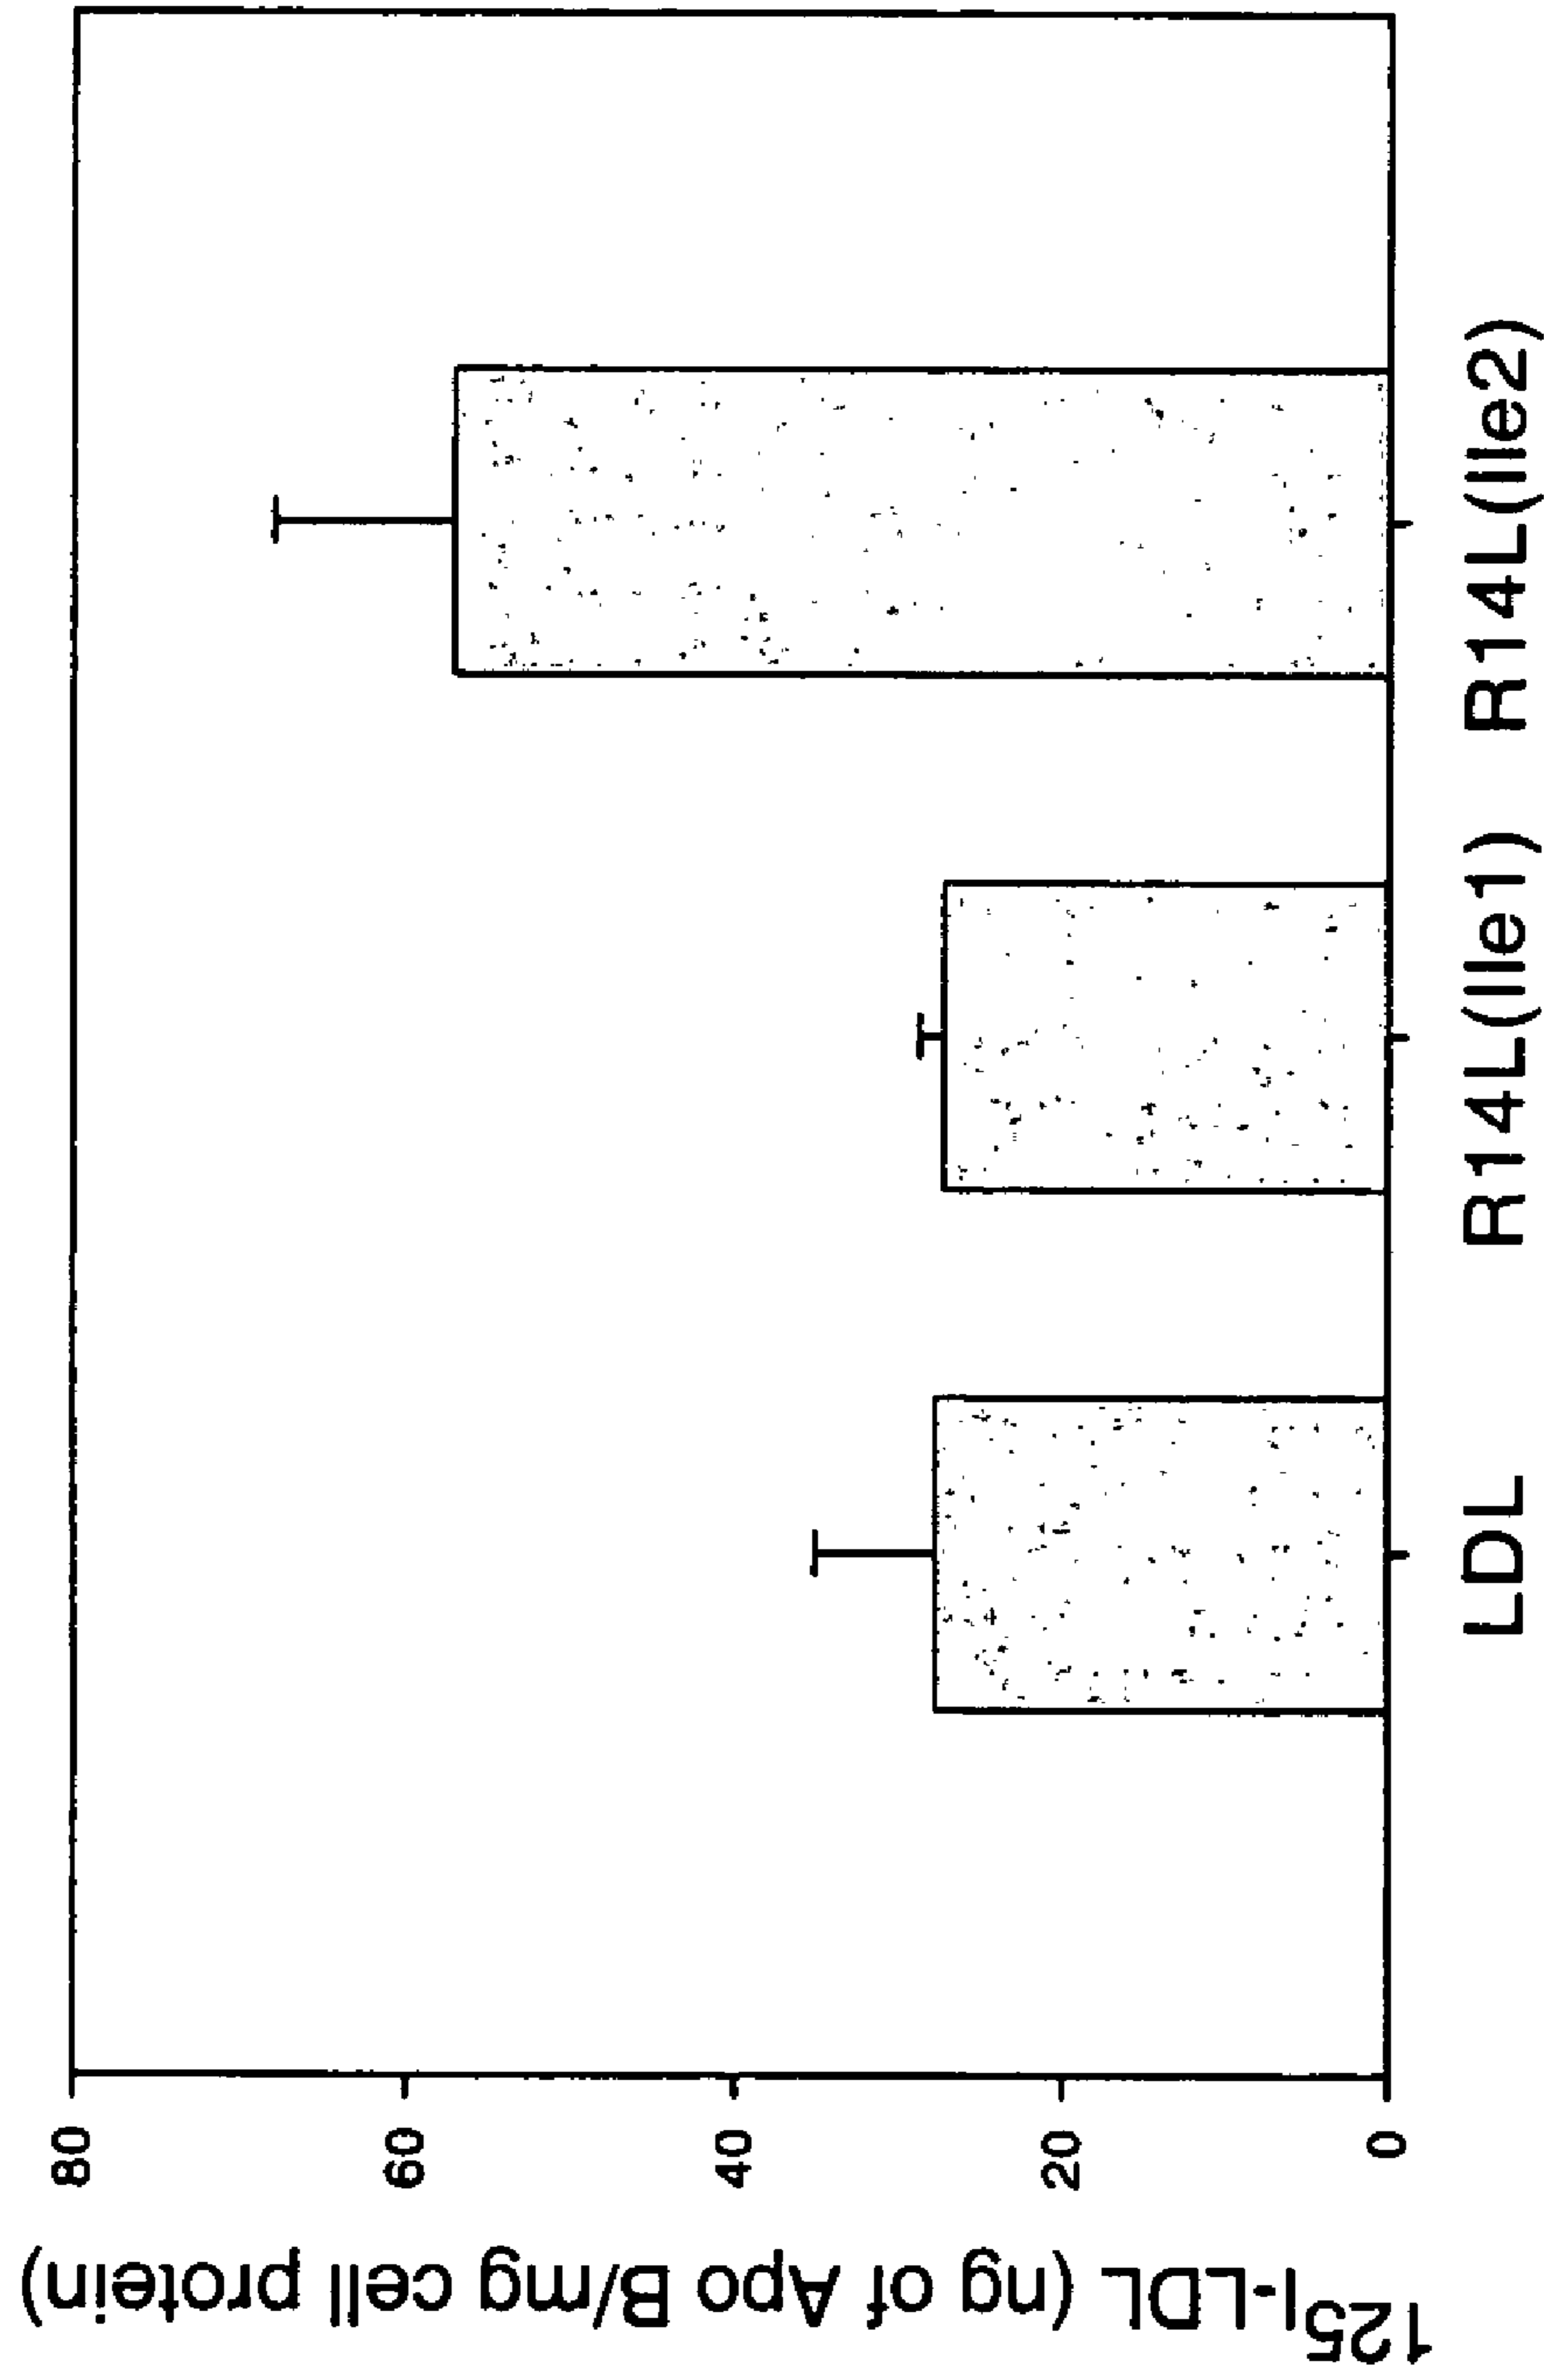 ¹²⁵I-LDL (ng of Apo B/mg cell protein)
80
60
40
20
0
LDL
R14L(Ile1)
R14L(Ile2)